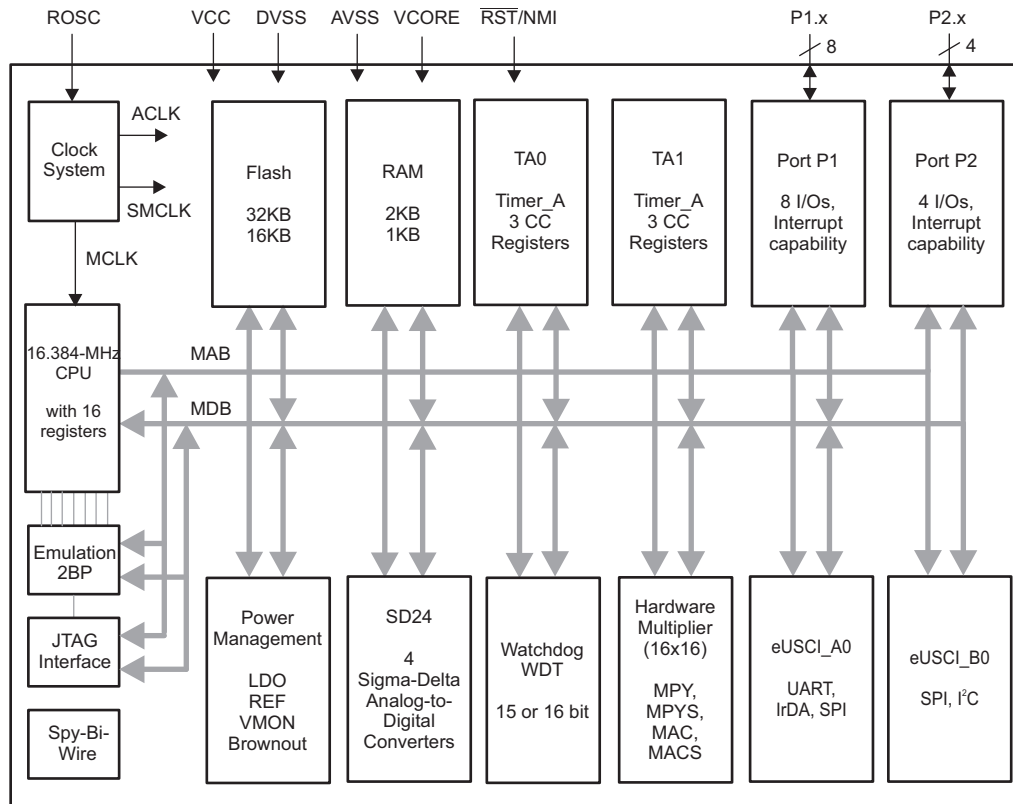 ROSC
VCC
DVSS
AVSS
VCORE
RST/NMI
P1.x
P2.x
8
4
Clock
System
ACLK
SMCLK
MCLK
Flash
32KB
16KB
RAM
2KB
1KB
TA0
Timer_A
3 CC
Registers
TA1
Timer_A
3 CC
Registers
Port P1
8 I/Os,
Interrupt
capability
Port P2
4 I/Os,
Interrupt
capability
16.384-MHz
CPU
with 16
registers
MAB
MDB
Emulation
2BP
JTAG
Interface
Spy-Bi-
Wire
Power
Management
LDO
REF
VMON
Brownout
SD24
4
Sigma-Delta
Analog-to-
Digital
Converters
Watchdog
WDT
15 or 16 bit
Hardware
Multiplier
(16x16)
MPY,
MPYS,
MAC,
MACS
eUSCI_A0
UART,
IrDA, SPI
eUSCI_B0
SPI, I²C